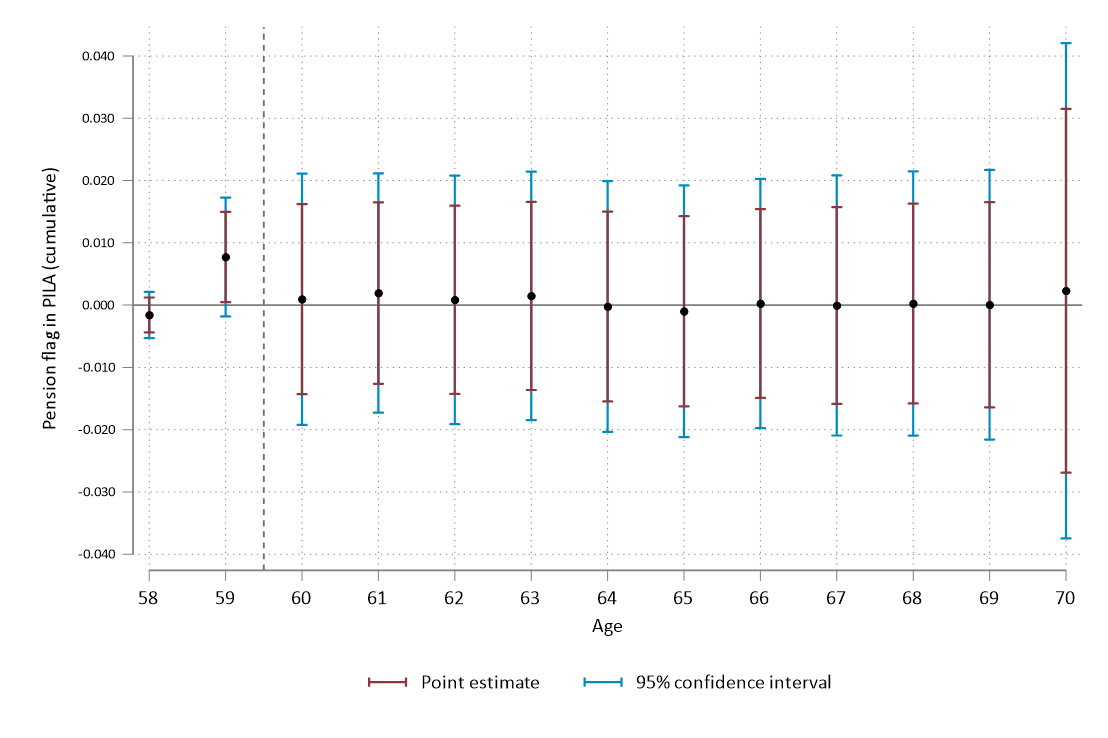 Pension flag in PILA (cumulative)
0.040
0.030
0.020
0.010
0.000
-0.010
-0.020
-0.030
-0.040
58 59 60 61 62 63 64 65 66 67 68 69 70
Age
Point estimate 95% confidence interval